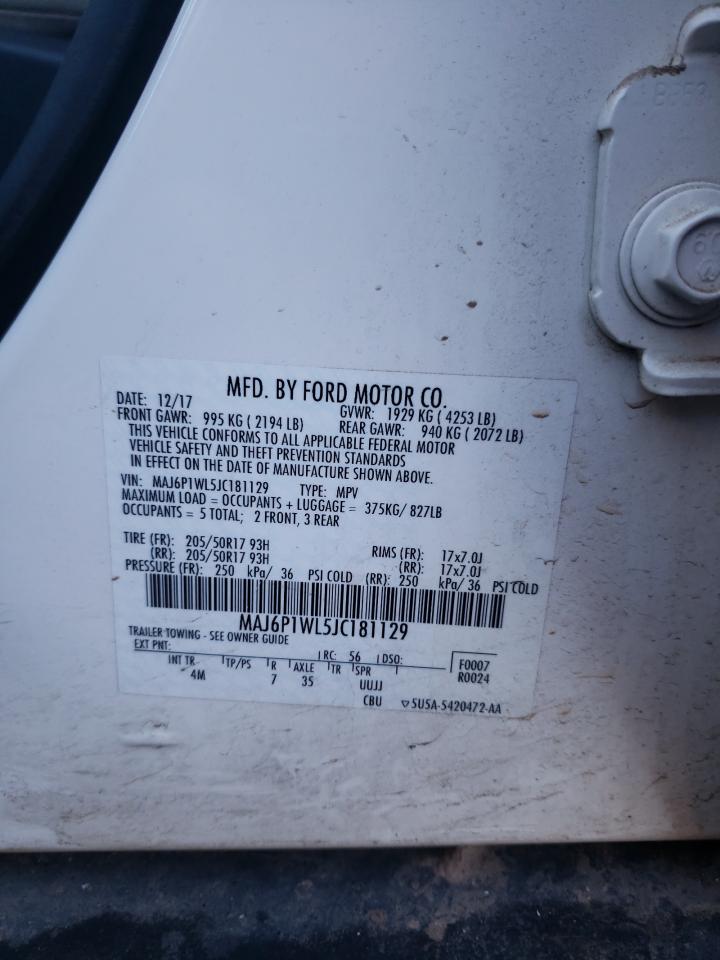 MFD. BY FORD MOTOR CO.
DATE: 12/17 GVWR: 1929 KG ( 4253 LB)
FRONT GAWR: 995 KG ( 2194 LB) REAR GAWR: 940 KG ( 2072 LB)
THIS VEHICLE CONFORMS TO ALL APPLICABLE FEDERAL MOTOR
VEHICLE SAFETY AND THEFT PREVENTION STANDARDS
IN EFFECT ON THE DATE OF MANUFACTURE SHOWN ABOVE.
VIN: MAJ6P1WL5JC181129 TYPE: MPV
MAXIMUM LOAD = OCCUPANTS + LUGGAGE = 375KG/ 827LB
OCCUPANTS = 5 TOTAL; 2 FRONT, 3 REAR
TIRE (FR): 205/50R17 93H RIMS (FR): 17x7.0J
(RR): 205/50R17 93H (RR): 17x7.0J
PRESSURE (FR): 250 kPa/ 36 PSI COLD (RR): 250 kPa/ 36 PSI COLD
MAJ6P1WL5JC181129
TRAILER TOWING - SEE OWNER GUIDE
EXT PNT: RC: 56 DSO: F0007
INT TR TP/PS R AXLE TR SPR R0024
4M 7 35 UUJJ
CBU 5U5A-5420472-AA